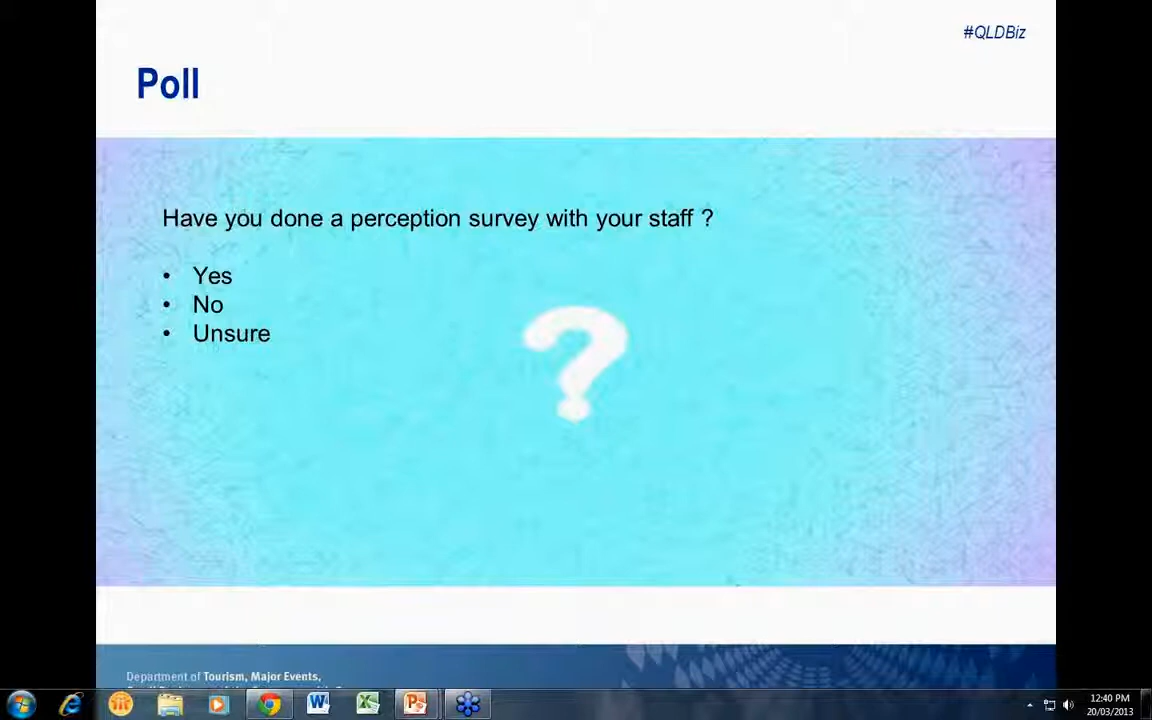 #QLDBiz
Poll
Have you done a perception survey with your staff ?
• Yes
• No
• Unsure
Department of Tourism, Major Events,
12:40 PM
20/03/2013